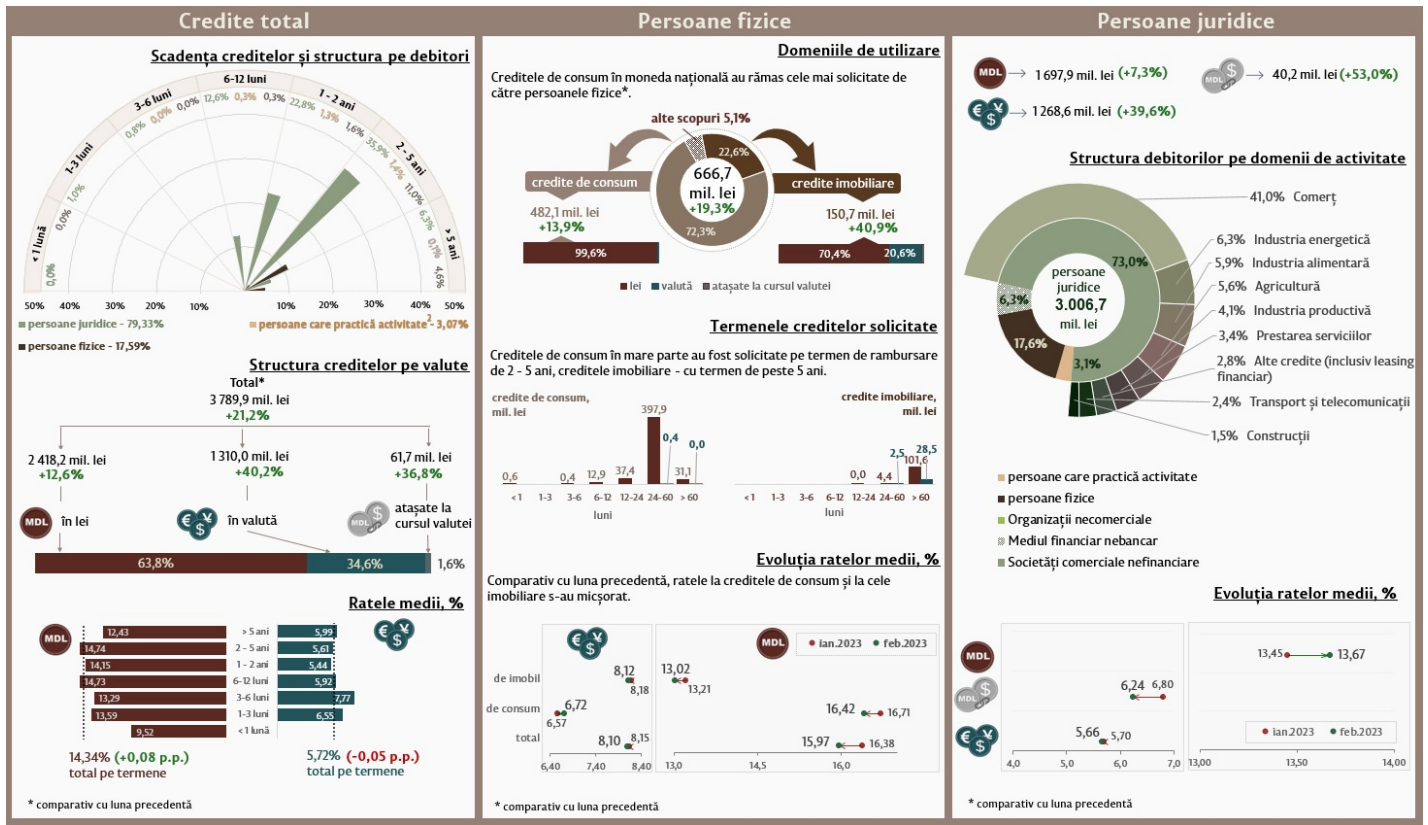 Credite total
Scadența creditelor și structura pe debitori
< 1 lună
1-3 luni
3-6 luni
6-12 luni
1 - 2 ani
2 - 5 ani
> 5 ani
0,0%
0,0%
1,0%
0,8%
0,0%
0,0%
12,6%
0,3%
0,3%
22,8%
1,3%
1,6%
35,9%
1,4%
11,0%
6,3%
0,1%
4,6%
50% 40% 30% 20% 10% 10% 20% 30% 40% 50%
persoane juridice - 79,33%
persoane care practică activitate² - 3,07%
persoane fizice - 17,59%
Structura creditelor pe valute
Total*
3 789,9 mil. lei
+21,2%
2 418,2 mil. lei
+12,6%
1 310,0 mil. lei
+40,2%
61,7 mil. lei
+36,8%
MDL
în lei
€ ¥ $
în valută
MDL $
atașate la
cursul valutei
63,8%
34,6%
1,6%
Ratele medii, %
MDL
€ ¥ $
12,43 > 5 ani 5,99
14,74 2 - 5 ani 5,61
14,15 1 - 2 ani 5,44
14,73 6-12 luni 5,92
13,29 3-6 luni 7,77
13,59 1-3 luni 6,55
9,52 < 1 lună
14,34% (+0,08 p.p.)
total pe termene
5,72% (-0,05 p.p.)
total pe termene
* comparativ cu luna precedentă
Persoane fizice
Domeniile de utilizare
Creditele de consum în moneda națională au rămas cele mai solicitate de
către persoanele fizice*.
alte scopuri 5,1%
22,6%
72,3%
666,7
mil. lei
+19,3%
credite de consum
482,1 mil. lei
+13,9%
99,6%
credite imobiliare
150,7 mil. lei
+40,9%
70,4%
20,6%
lei
valută
atașate la cursul valutei
Termenele creditelor solicitate
Creditele de consum în mare parte au fost solicitate pe termen de rambursare
de 2 - 5 ani, creditele imobiliare - cu termen de peste 5 ani.
credite de consum,
mil. lei
0,6
0,4
12,9
37,4
397,9
0,4
31,1
0,0
< 1 1-3 3-6 6-12 12-24 24-60 > 60
luni
credite imobiliare,
mil. lei
0,0
4,4
2,5
101,6
28,5
< 1 1-3 3-6 6-12 12-24 24-60 > 60
luni
Evoluția ratelor medii, %
Comparativ cu luna precedentă, ratele la creditele de consum și la cele
imobiliare s-au micșorat.
€ ¥ $
MDL
ian.2023
feb.2023
de imobil
8,12
8,18
13,02
13,21
de consum
6,72
6,57
16,42
16,71
total
8,10
8,15
15,97
16,38
6,40 7,40 8,40
13,0 14,5 16,0
* comparativ cu luna precedentă
Persoane juridice
MDL
1 697,9 mil. lei (+7,3%)
MDL $
40,2 mil. lei (+53,0%)
€ ¥ $
1 268,6 mil. lei (+39,6%)
Structura debitorilor pe domenii de activitate
persoane
juridice
3.006,7
mil. lei
73,0%
6,3%
17,6%
3,1%
41,0% Comerț
6,3% Industria energetică
5,9% Industria alimentară
5,6% Agricultură
4,1% Industria productivă
3,4% Prestarea serviciilor
2,8% Alte credite (inclusiv leasing
financiar)
2,4% Transport și telecomunicații
1,5% Construcții
persoane care practică activitate
persoane fizice
Organizații necomerciale
Mediul financiar nebancar
Societăți comerciale nefinanciare
Evoluția ratelor medii, %
MDL
13,45
13,67
MDL $
6,24
6,80
€ ¥ $
5,66
5,70
ian.2023
feb.2023
4,0 5,0 6,0 7,0
13,00 13,50 14,00
* comparativ cu luna precedentă